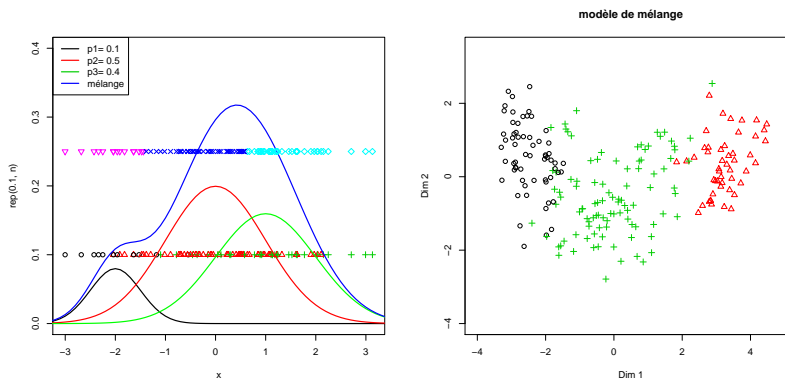 p1= 0.1
p2= 0.5
p3= 0.4
mélange
rep(0.1, n)
0.4
0.3
0.2
0.1
0.0
−3 −2 −1 0 1 2 3
x
modèle de mélange
Dim 2
4
2
0
−2
−4
−4 −2 0 2 4
Dim 1